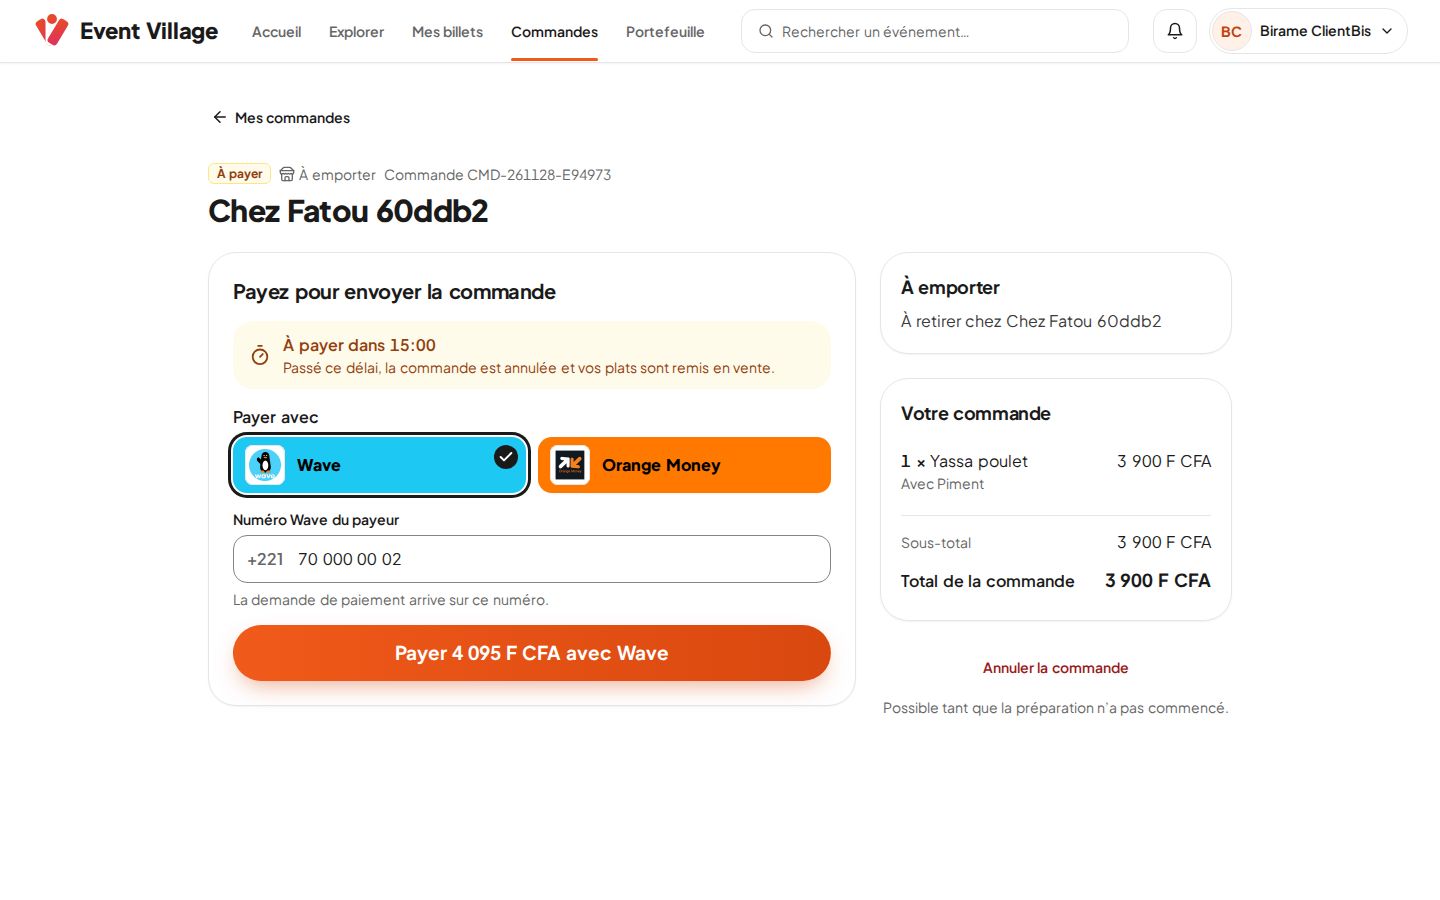 Event Village
Accueil
Explorer
Mes billets
Commandes
Portefeuille
Rechercher un événement…
BC
Birame ClientBis
Mes commandes
À payer
À emporter
Commande CMD-261128-E94973
Chez Fatou 60ddb2
Payez pour envoyer la commande
À payer dans 15:00
Passé ce délai, la commande est annulée et vos plats sont remis en vente.
Payer avec
Wave
Orange Money
Numéro Wave du payeur
+221 70 000 00 02
La demande de paiement arrive sur ce numéro.
Payer 4 095 F CFA avec Wave
À emporter
À retirer chez Chez Fatou 60ddb2
Votre commande
1 × Yassa poulet 3 900 F CFA
Avec Piment
Sous-total 3 900 F CFA
Total de la commande 3 900 F CFA
Annuler la commande
Possible tant que la préparation n'a pas commencé.